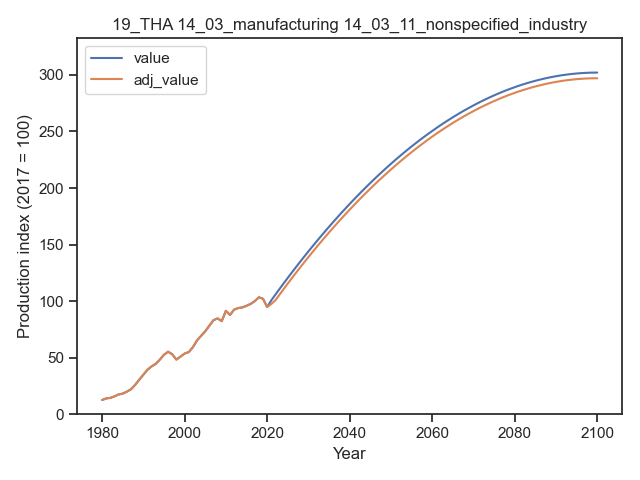 19_THA 14_03_manufacturing 14_03_11_nonspecified_industry
value
adj_value
Production index (2017 = 100)
300
250
200
150
100
50
0
1980 2000 2020 2040 2060 2080 2100
Year